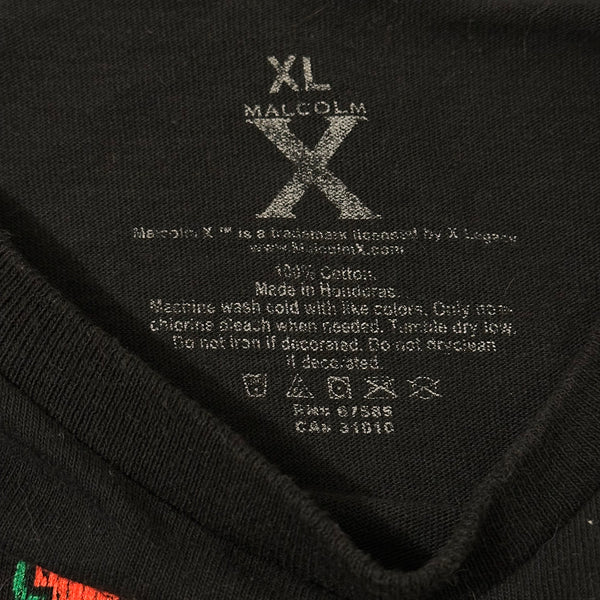 XL
MALCOLM
X
Malcolm X ™ is a trademark licensed by X Legacy
www.MalcolmX.com
100% Cotton.
Made in Honduras.
Machine wash cold with like colors. Only non-
chlorine bleach when needed. Tumble dry low.
Do not iron if decorated. Do not dryclean
if decorated.
RN# 67585
CA# 31010